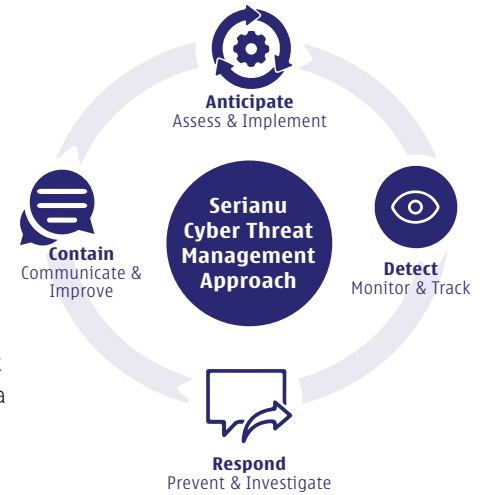 Anticipate
Assess & Implement
Serianu
Cyber Threat
Management
Approach
Detect
Monitor & Track
Contain
Communicate &
Improve
a
Respond
Prevent & Investigate